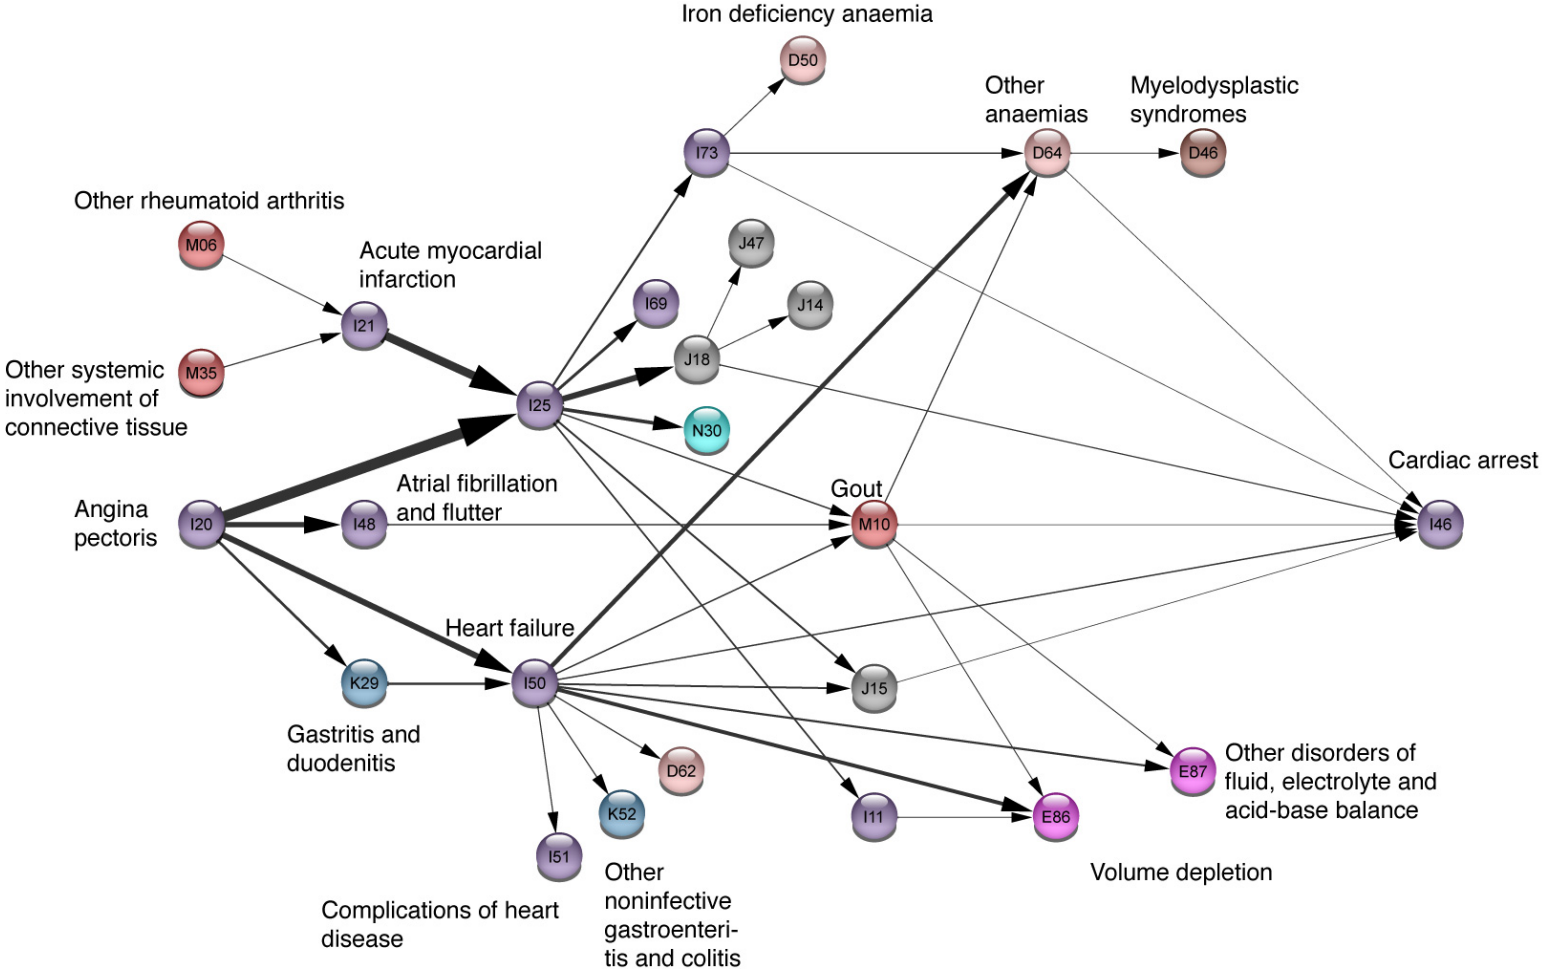 Iron deficiency anaemia
D50
Other
anaemias
Myelodysplastic
syndromes
I73
D64
D46
Other rheumatoid arthritis
M06
Acute myocardial
infarction
J47
I69
J14
I21
J18
Other systemic
involvement of
connective tissue
M35
I25
N30
Cardiac arrest
Angina
pectoris
I20
I48
Atrial fibrillation
and flutter
Gout
M10
I46
Heart failure
K29
I50
J15
Gastritis and
duodenitis
D62
E87
Other disorders of
fluid, electrolyte and
acid-base balance
K52
I11
E86
I51
Volume depletion
Other
noninfective
gastroenteri-
tis and colitis
Complications of heart
disease